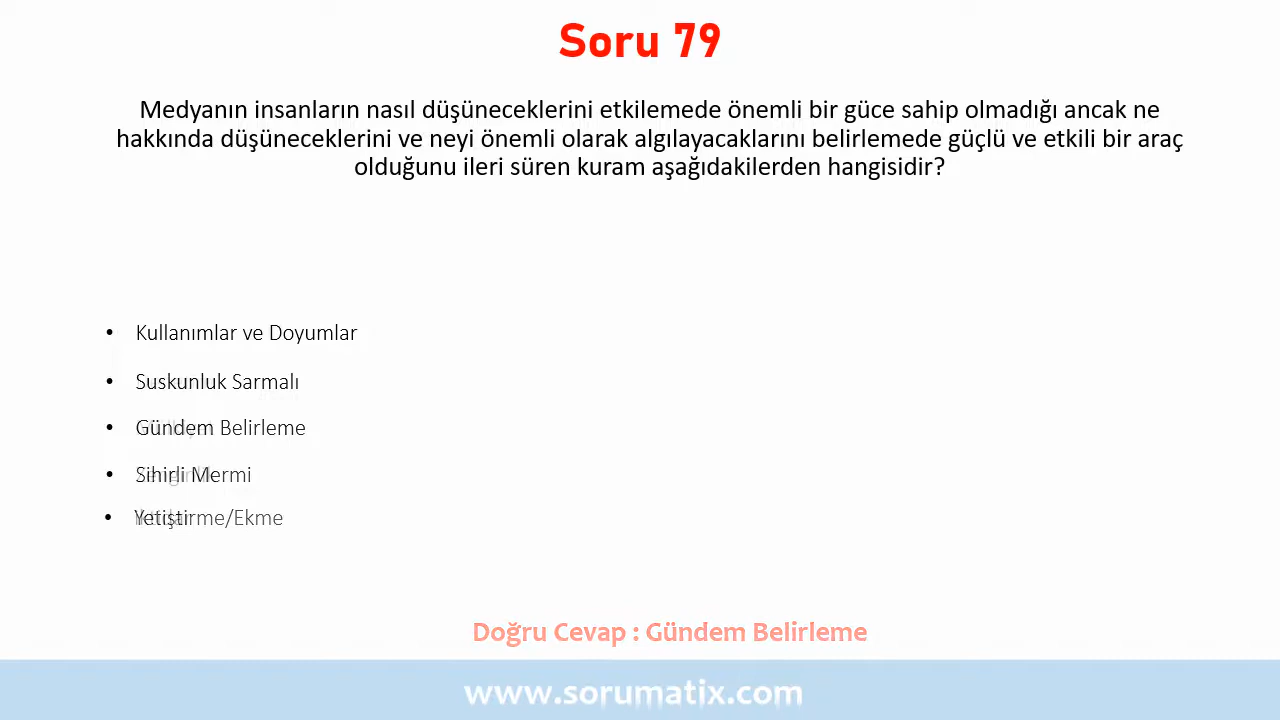 Soru 79
Medyanın insanların nasıl düşüneceklerini etkilemede önemli bir güce sahip olmadığı ancak ne
hakkında düşüneceklerini ve neyi önemli olarak algılayacaklarını belirlemede güçlü ve etkili bir araç
olduğunu ileri süren kuram aşağıdakilerden hangisidir?
• Kullanımlar ve Doyumlar
• Suskunluk Sarmalı
• Gündem Belirleme
• Sihirli Mermi
• Yetiştirme/Ekme
Doğru Cevap : Gündem Belirleme
www.sorumatix.com